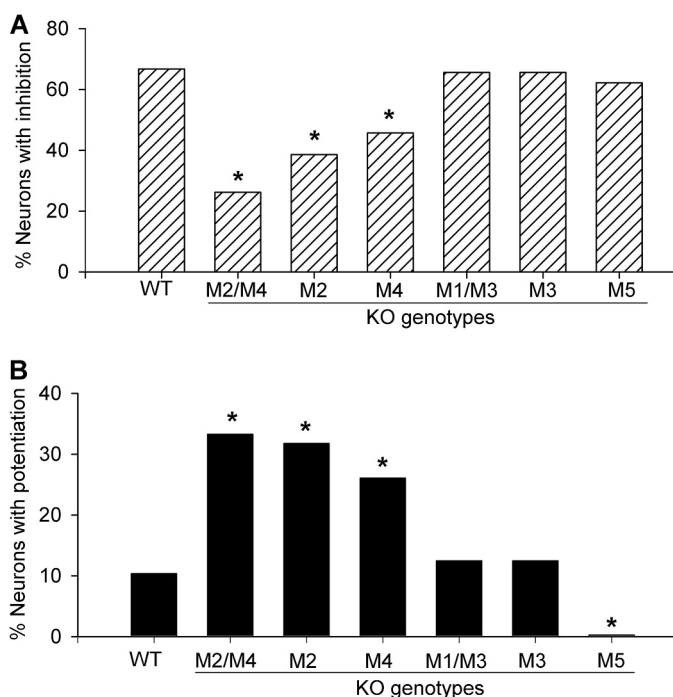 A
% Neurons with inhibition
80
60
40
20
0
* * *
WT M2/M4 M2 M4 M1/M3 M3 M5
KO genotypes
B
% Neurons with potentiation
40
30
20
10
0
* * * *
WT M2/M4 M2 M4 M1/M3 M3 M5
KO genotypes